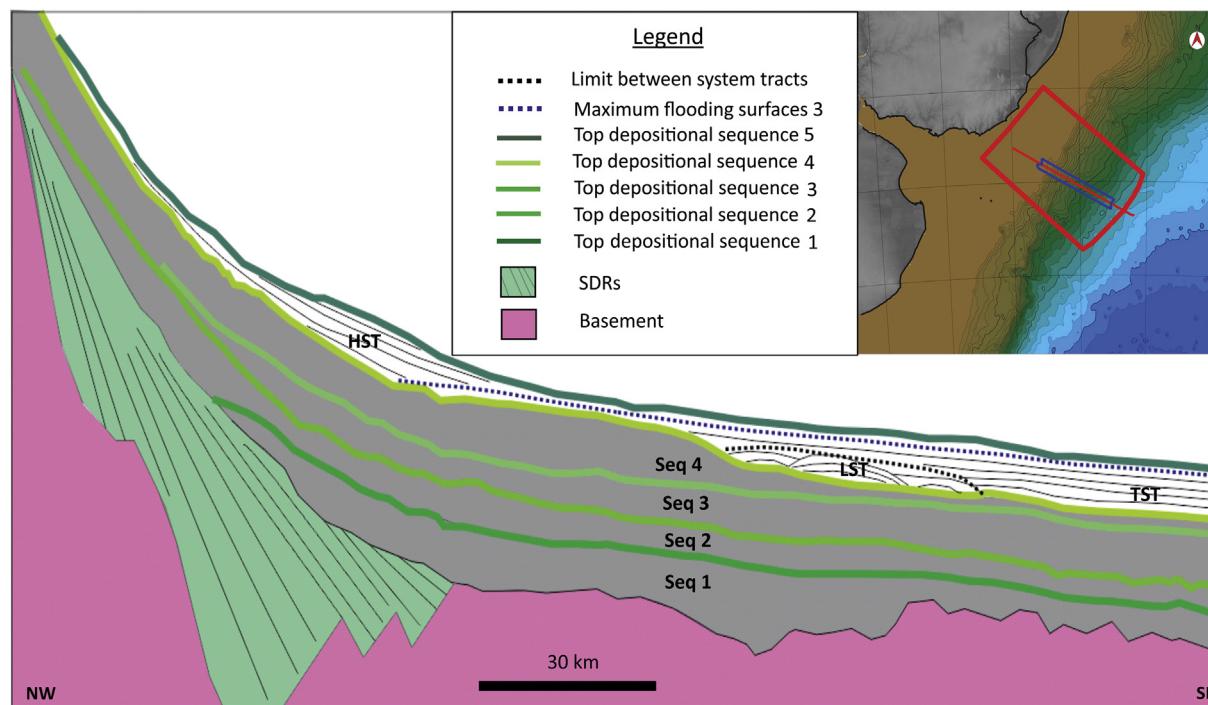 Legend
Limit between system tracts
Maximum flooding surfaces 3
Top depositional sequence 5
Top depositional sequence 4
Top depositional sequence 3
Top depositional sequence 2
Top depositional sequence 1
SDRs
Basement
HST
Seq 4
LST
TST
Seq 3
Seq 2
Seq 1
30 km
NW